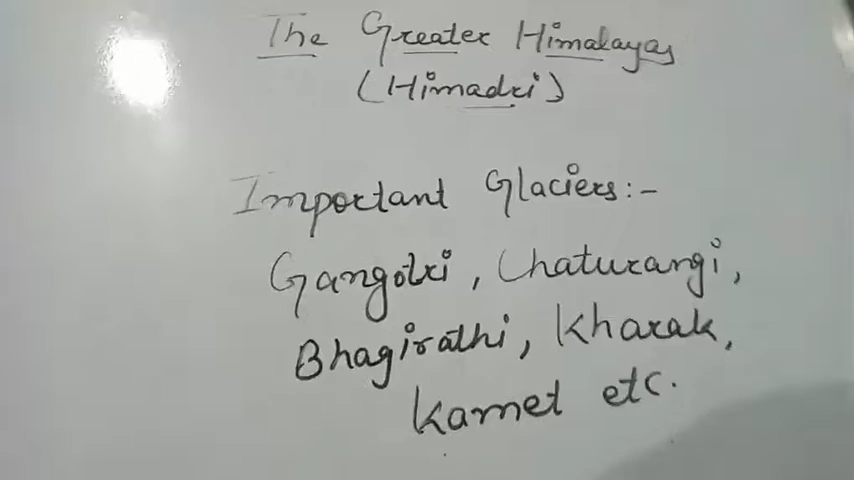 The Greater Himalayas
(Himadri)
Important Glaciers:-
Gangotri, Chaturangi,
Bhagirathi, Kharak,
Kamet etc.